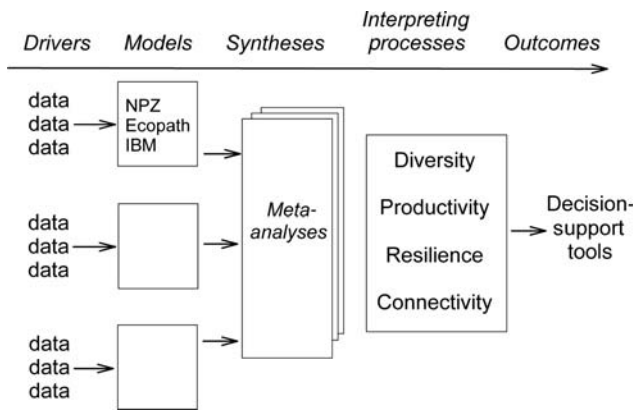 Drivers Models Syntheses Interpreting processes Outcomes
data
data
data
NPZ
Ecopath
IBM
data
data
data
data
data
data
Meta-
analyses
Diversity
Productivity
Resilience
Connectivity
Decision-
support
tools